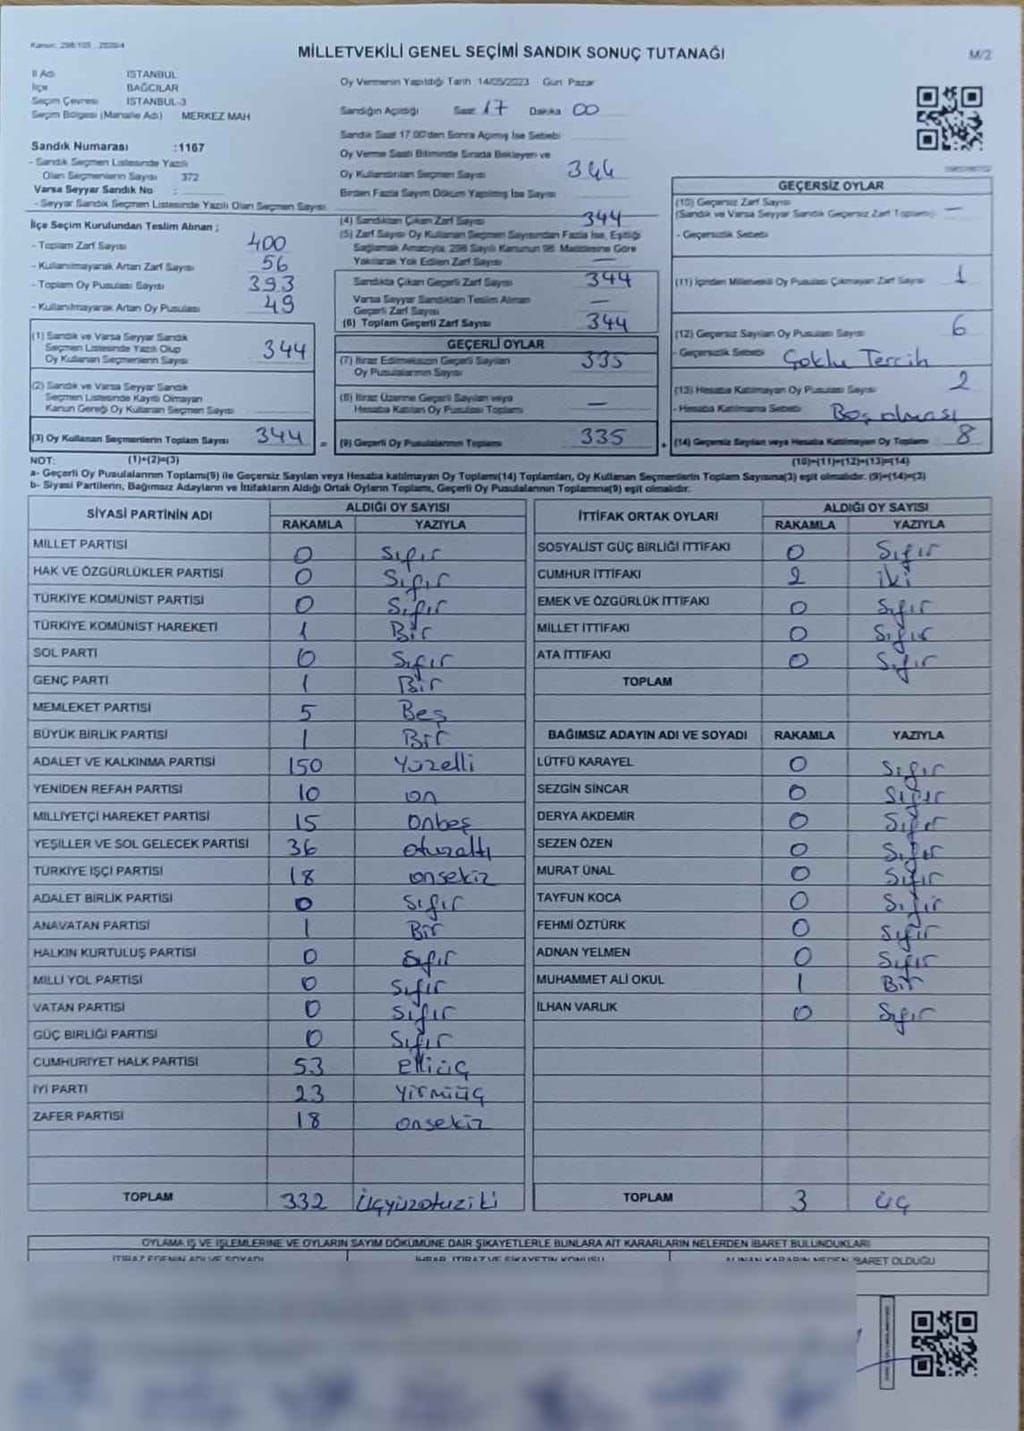 Kanun: 298/105 , 2020/4
MİLLETVEKİLİ GENEL SEÇİMİ SANDIK SONUÇ TUTANAĞI
M/2
İl Adı İSTANBUL
İlçe BAĞCILAR
Seçim Çevresi İSTANBUL-3
Seçim Bölgesi (Mahalle Adı) MERKEZ MAH
Sandık Numarası :1167
- Sandık Seçmen Listesinde Yazılı
Olan Seçmenlerin Sayısı 372
Varsa Seyyar Sandık No :
- Seyyar Sandık Seçmen Listesinde Yazılı Olan Seçmen Sayısı
İlçe Seçim Kurulundan Teslim Alınan ;
- Toplam Zarf Sayısı 400
- Kullanılmayarak Artan Zarf Sayısı 56
- Toplam Oy Pusulası Sayısı 393
- Kullanılmayarak Artan Oy Pusulası 49
(1) Sandık ve Varsa Seyyar Sandık
Seçmen Listesinde Yazılı Olup
Oy Kullanan Seçmenlerin Sayısı 344
(2) Sandık ve Varsa Seyyar Sandık
Seçmen Listesinde Kayıtlı Olmayan
Kanun Gereği Oy Kullanan Seçmen Sayısı
(3) Oy Kullanan Seçmenlerin Toplam Sayısı 344 =
Oy Vermenin Yapıldığı Tarih 14/05/2023 Gün Pazar
Sandığın Açıldığı Saat 17 Dakika 00
Sandık Saat 17.00'den Sonra Açılmış İse Sebebi
Oy Verme Saati Bitiminde Sırada Bekleyen ve
Oy Kullandırılan Seçmen Sayısı 344
Birden Fazla Sayım Döküm Yapılmış İse Sayısı
(4) Sandıktan Çıkan Zarf Sayısı 344
(5) Zarf Sayısı Oy Kullanan Seçmen Sayısından Fazla İse, Eşitliği
Sağlamak Amacıyla, 298 Sayılı Kanunun 98. Maddesine Göre
Yakılarak Yok Edilen Zarf Sayısı —
Sandıkta Çıkan Geçerli Zarf Sayısı 344
Varsa Seyyar Sandıktan Teslim Alınan
Geçerli Zarf Sayısı —
(6) Toplam Geçerli Zarf Sayısı 344
GEÇERLİ OYLAR
(7) İtiraz Edilmeksizin Geçerli Sayılan
Oy Pusulalarının Sayısı 335
(8) İtiraz Üzerine Geçerli Sayılan veya
Hesaba Katılan Oy Pusulalarının Toplamı —
(9) Geçerli Oy Pusulalarının Toplamı 335 +
GEÇERSİZ OYLAR
(10) Geçersiz Zarf Sayısı
(Sandık ve Varsa Seyyar Sandık Geçersiz Zarf Toplamı) —
- Geçersizlik Sebebi
(11) İçinden Milletvekili Oy Pusulası Çıkmayan Zarf Sayısı 1
(12) Geçersiz Sayılan Oy Pusulası Sayısı 6
- Geçersizlik Sebebi Çoklu Tercih
(13) Hesaba Katılmayan Oy Pusulası Sayısı 2
- Hesaba Katılmama Sebebi Boş olması
(14) Geçersiz Sayılan veya Hesaba Katılmayan Oy Toplamı 8
NOT: (1)+(2)=(3) (10)+(11)+(12)+(13)=(14)
a- Geçerli Oy Pusulalarının Toplamı(9) ile Geçersiz Sayılan veya Hesaba katılmayan Oy Toplamı(14) Toplamları, Oy Kullanan Seçmenlerin Toplam Sayısına(3) eşit olmalıdır. (9)+(14)=(3)
b- Siyasi Partilerin, Bağımsız Adayların ve İttifakların Aldığı Ortak Oyların Toplamı, Geçerli Oy Pusulalarının Toplamına(9) eşit olmalıdır.
SİYASİ PARTİNİN ADI ALDIĞI OY SAYISI
RAKAMLA YAZIYLA
MİLLET PARTİSİ 0 Sıfır
HAK VE ÖZGÜRLÜKLER PARTİSİ 0 Sıfır
TÜRKİYE KOMÜNİST PARTİSİ 0 Sıfır
TÜRKİYE KOMÜNİST HAREKETİ 1 Bir
SOL PARTİ 0 Sıfır
GENÇ PARTİ 1 Bir
MEMLEKET PARTİSİ 5 Beş
BÜYÜK BİRLİK PARTİSİ 1 Bir
ADALET VE KALKINMA PARTİSİ 150 Yüzelli
YENİDEN REFAH PARTİSİ 10 on
MİLLİYETÇİ HAREKET PARTİSİ 15 Onbeş
YEŞİLLER VE SOL GELECEK PARTİSİ 36 otuzaltı
TÜRKİYE İŞÇİ PARTİSİ 18 onsekiz
ADALET BİRLİK PARTİSİ 0 Sıfır
ANAVATAN PARTİSİ 1 Bir
HALKIN KURTULUŞ PARTİSİ 0 Sıfır
MİLLİ YOL PARTİSİ 0 Sıfır
VATAN PARTİSİ 0 Sıfır
GÜÇ BİRLİĞİ PARTİSİ 0 Sıfır
CUMHURİYET HALK PARTİSİ 53 Elliüç
İYİ PARTİ 23 Yirmiüç
ZAFER PARTİSİ 18 onsekiz
TOPLAM 332 Üçyüzotuziki
İTTİFAK ORTAK OYLARI ALDIĞI OY SAYISI
RAKAMLA YAZIYLA
SOSYALİST GÜÇ BİRLİĞİ İTTİFAKI 0 Sıfır
CUMHUR İTTİFAKI 2 iki
EMEK VE ÖZGÜRLÜK İTTİFAKI 0 Sıfır
MİLLET İTTİFAKI 0 Sıfır
ATA İTTİFAKI 0 Sıfır
TOPLAM
BAĞIMSIZ ADAYIN ADI VE SOYADI RAKAMLA YAZIYLA
LÜTFÜ KARAYEL 0 Sıfır
SEZGİN SİNCAR 0 Sıfır
DERYA AKDEMİR 0 Sıfır
SEZEN ÖZEN 0 Sıfır
MURAT ÜNAL 0 Sıfır
TAYFUN KOCA 0 Sıfır
FEHMİ ÖZTÜRK 0 Sıfır
ADNAN YELMEN 0 Sıfır
MUHAMMET ALİ OKUL 1 Bir
İLHAN VARLIK 0 Sıfır
TOPLAM 3 üç
OYLAMA İŞ VE İŞLEMLERİNE VE OYLARIN SAYIM DÖKÜMÜNE DAİR ŞİKAYETLERLE BUNLARA AİT KARARLARIN NELERDEN İBARET BULUNDUKLARI
İTİRAZ EDENİN ADI VE SOYADI İHBAR, İTİRAZ VE ŞİKAYETİN KONUSU ALINAN KARARIN NEDEN İBARET OLDUĞU